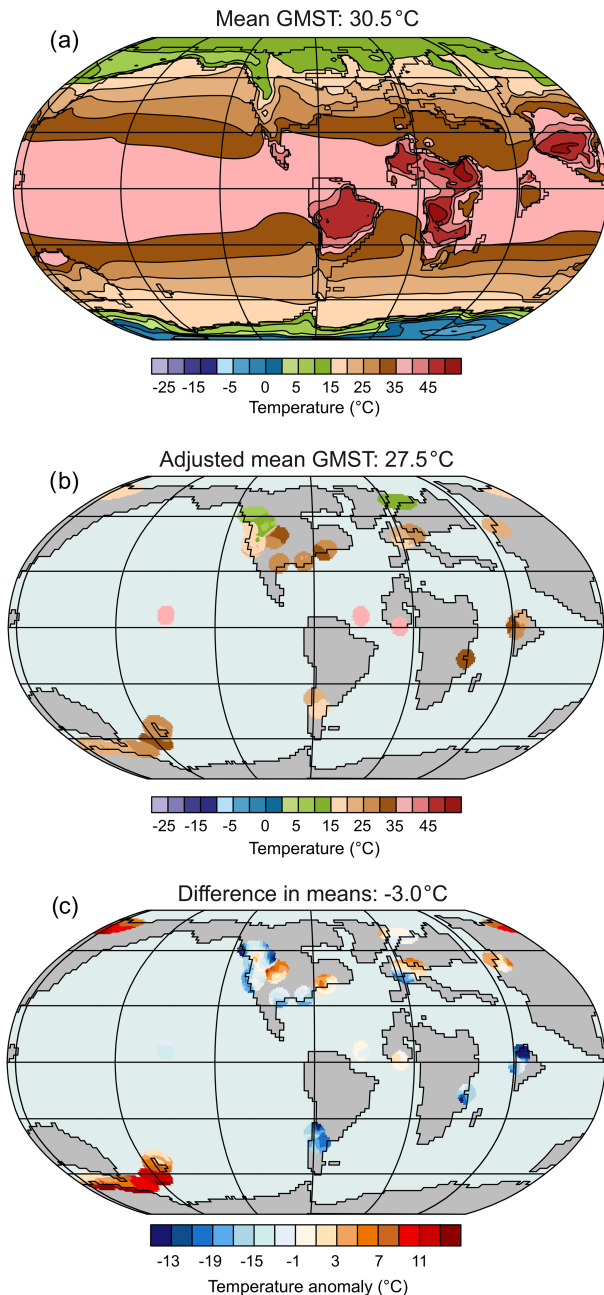 Mean GMST: 30.5°C
(a)
-25 -15 -5 0 5 15 25 35 45
Temperature (°C)
Adjusted mean GMST: 27.5°C
(b)
-25 -15 -5 0 5 15 25 35 45
Temperature (°C)
Difference in means: -3.0°C
(c)
-13 -19 -15 -1 3 7 11
Temperature anomaly (°C)